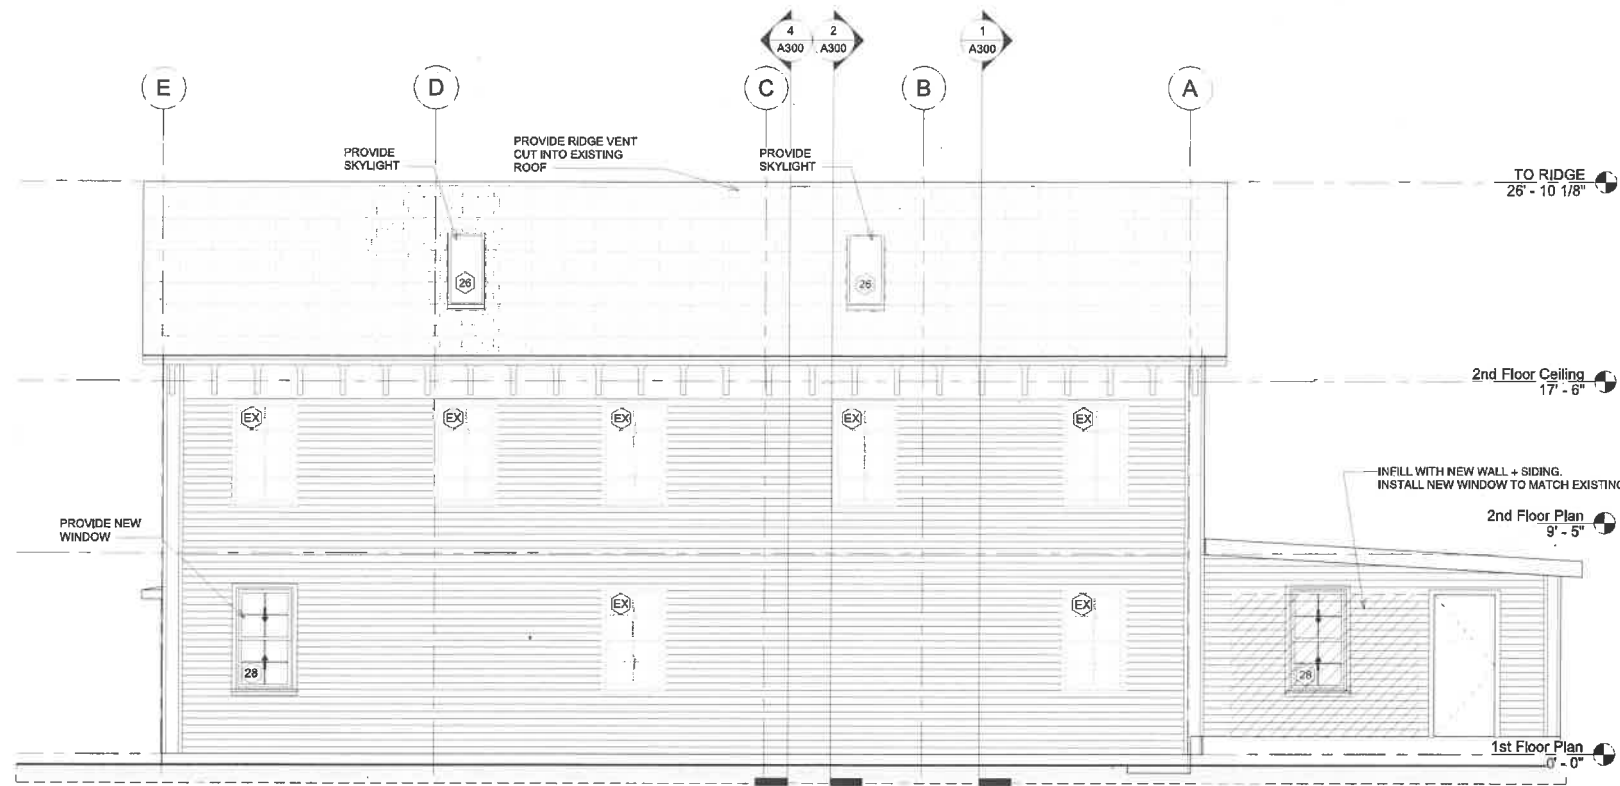 4
A300
2
A300
1
A300
E
D
C
B
A
PROVIDE
SKYLIGHT
PROVIDE RIDGE VENT
CUT INTO EXISTING
ROOF
PROVIDE
SKYLIGHT
TO RIDGE
26' - 10 1/8"
26
26
2nd Floor Ceiling
17' - 6"
EX
EX
EX
EX
EX
INFILL WITH NEW WALL + SIDING.
INSTALL NEW WINDOW TO MATCH EXISTING
2nd Floor Plan
9' - 5"
PROVIDE NEW
WINDOW
EX
EX
28
28
1st Floor Plan
0' - 0"